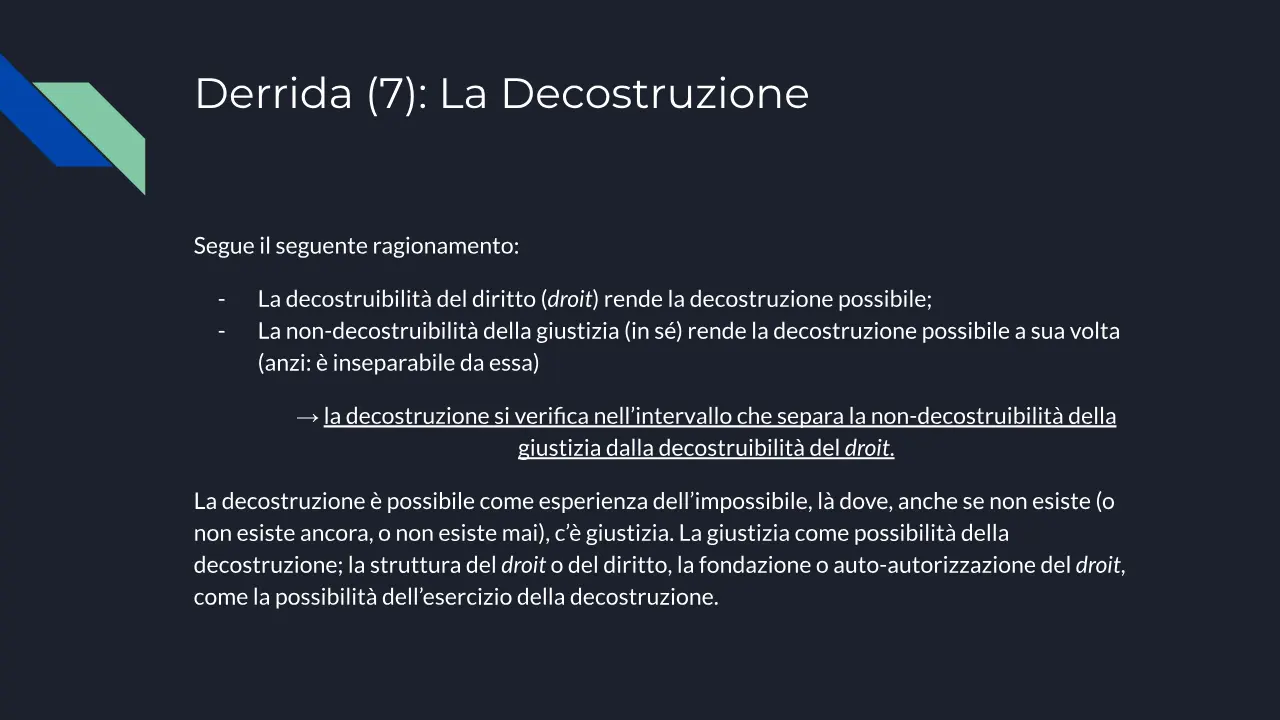 Derrida (7): La Decostruzione
Segue il seguente ragionamento:
- La decostruibilità del diritto (droit) rende la decostruzione possibile;
- La non-decostruibilità della giustizia (in sé) rende la decostruzione possibile a sua volta
(anzi: è inseparabile da essa)
→ la decostruzione si verifica nell’intervallo che separa la non-decostruibilità della
giustizia dalla decostruibilità del droit.
La decostruzione è possibile come esperienza dell’impossibile, là dove, anche se non esiste (o
non esiste ancora, o non esiste mai), c’è giustizia. La giustizia come possibilità della
decostruzione; la struttura del droit o del diritto, la fondazione o auto-autorizzazione del droit,
come la possibilità dell’esercizio della decostruzione.